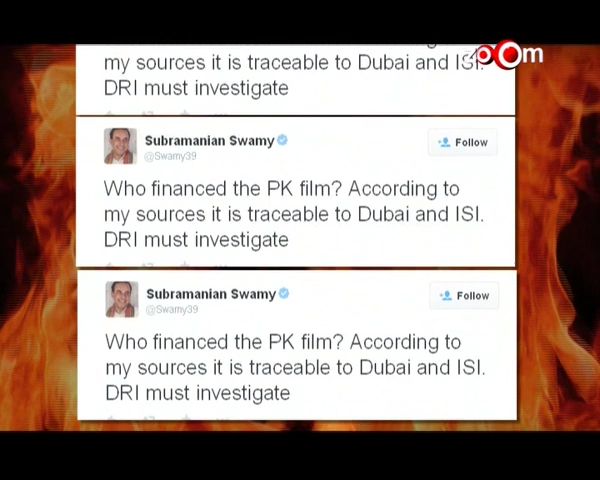 my sources it is traceable to Dubai and ISI.
DRI must investigate
zoom
Subramanian Swamy
Follow
@Swamy39
Who financed the PK film? According to
my sources it is traceable to Dubai and ISI.
DRI must investigate
Subramanian Swamy
Follow
@Swamy39
Who financed the PK film? According to
my sources it is traceable to Dubai and ISI.
DRI must investigate